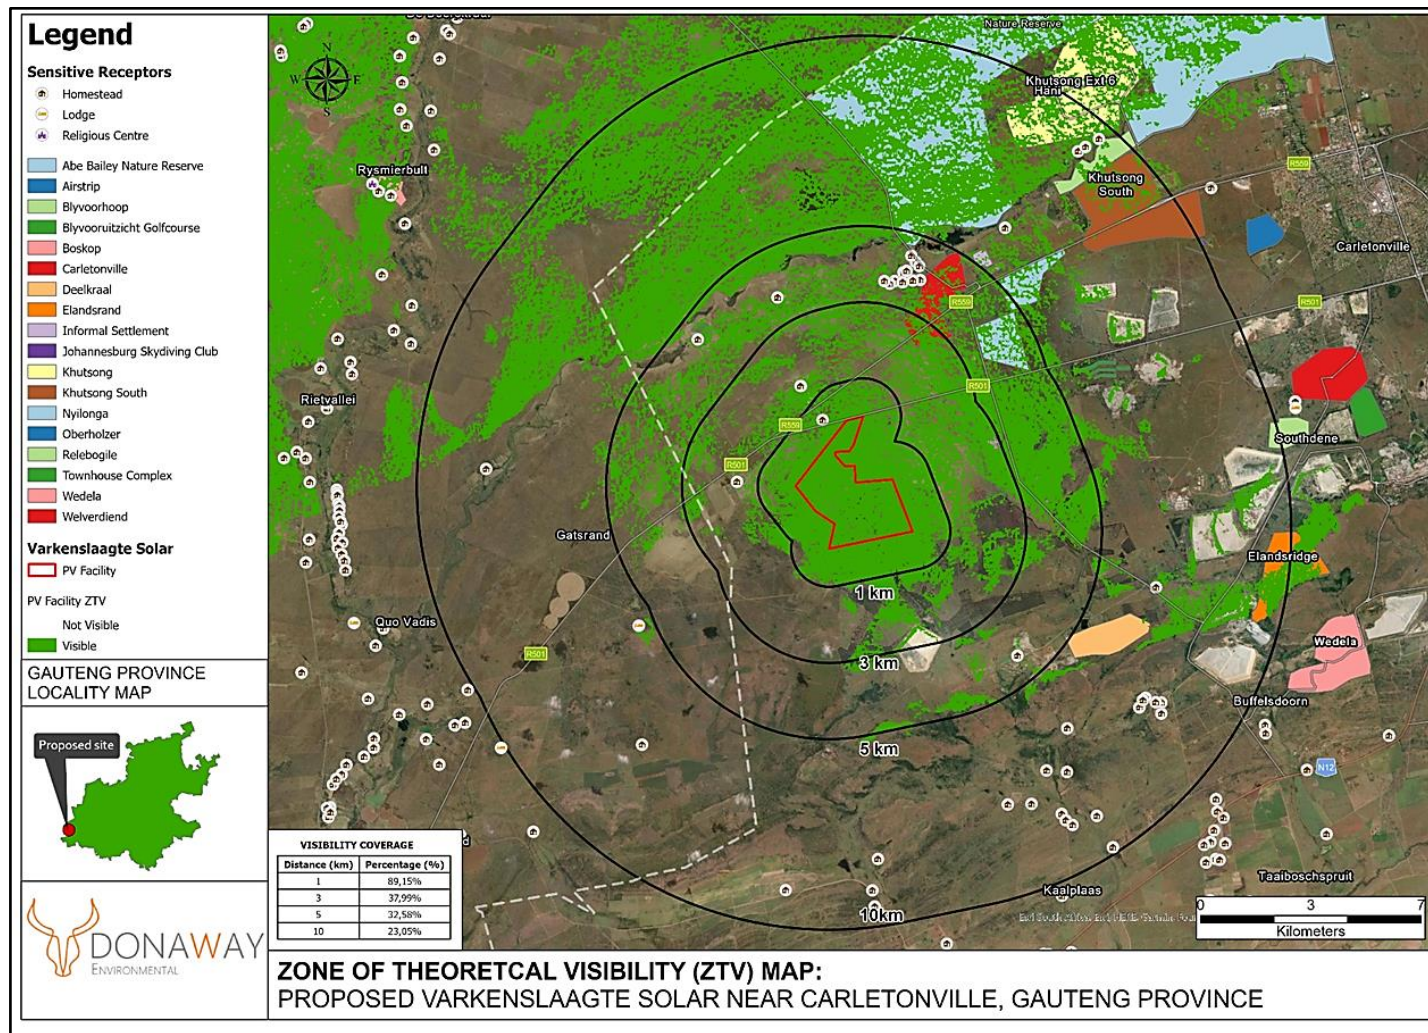 Legend
Sensitive Receptors
Homestead
Lodge
Religious Centre
Abe Bailey Nature Reserve
Airstrip
Blyvoorhoop
Blyvooruitzicht Golfcourse
Boskop
Carletonville
Deelkraal
Elandsrand
Informal Settlement
Johannesburg Skydiving Club
Khutsong
Khutsong South
Nyilonga
Oberholzer
Relebogile
Townhouse Complex
Wedela
Welverdiend
Varkenslaagte Solar
PV Facility
PV Facility ZTV
Not Visible
Visible
GAUTENG PROVINCE
LOCALITY MAP
Proposed site
DONAWAY
ENVIRONMENTAL
N
W E
S
Nature Reserve
Khutsong Ext 6
Hani
Rysmierbult
Khutsong
South
R559
Carletonville
R559
R501
Rietvallei
R501
R559
Southdene
R501
Gatsrand
Elandsridge
1 km
Quo Vadis
Wedela
R501
3 km
Buffelsdoorn
5 km
N12
Taaiboschspruit
Kaalplaas
10km
VISIBILITY COVERAGE
Distance (km) Percentage (%)
1 89,15%
3 37,99%
5 32,58%
10 23,05%
0 3 7
Kilometers
ZONE OF THEORETCAL VISIBILITY (ZTV) MAP:
PROPOSED VARKENSLAAGTE SOLAR NEAR CARLETONVILLE, GAUTENG PROVINCE